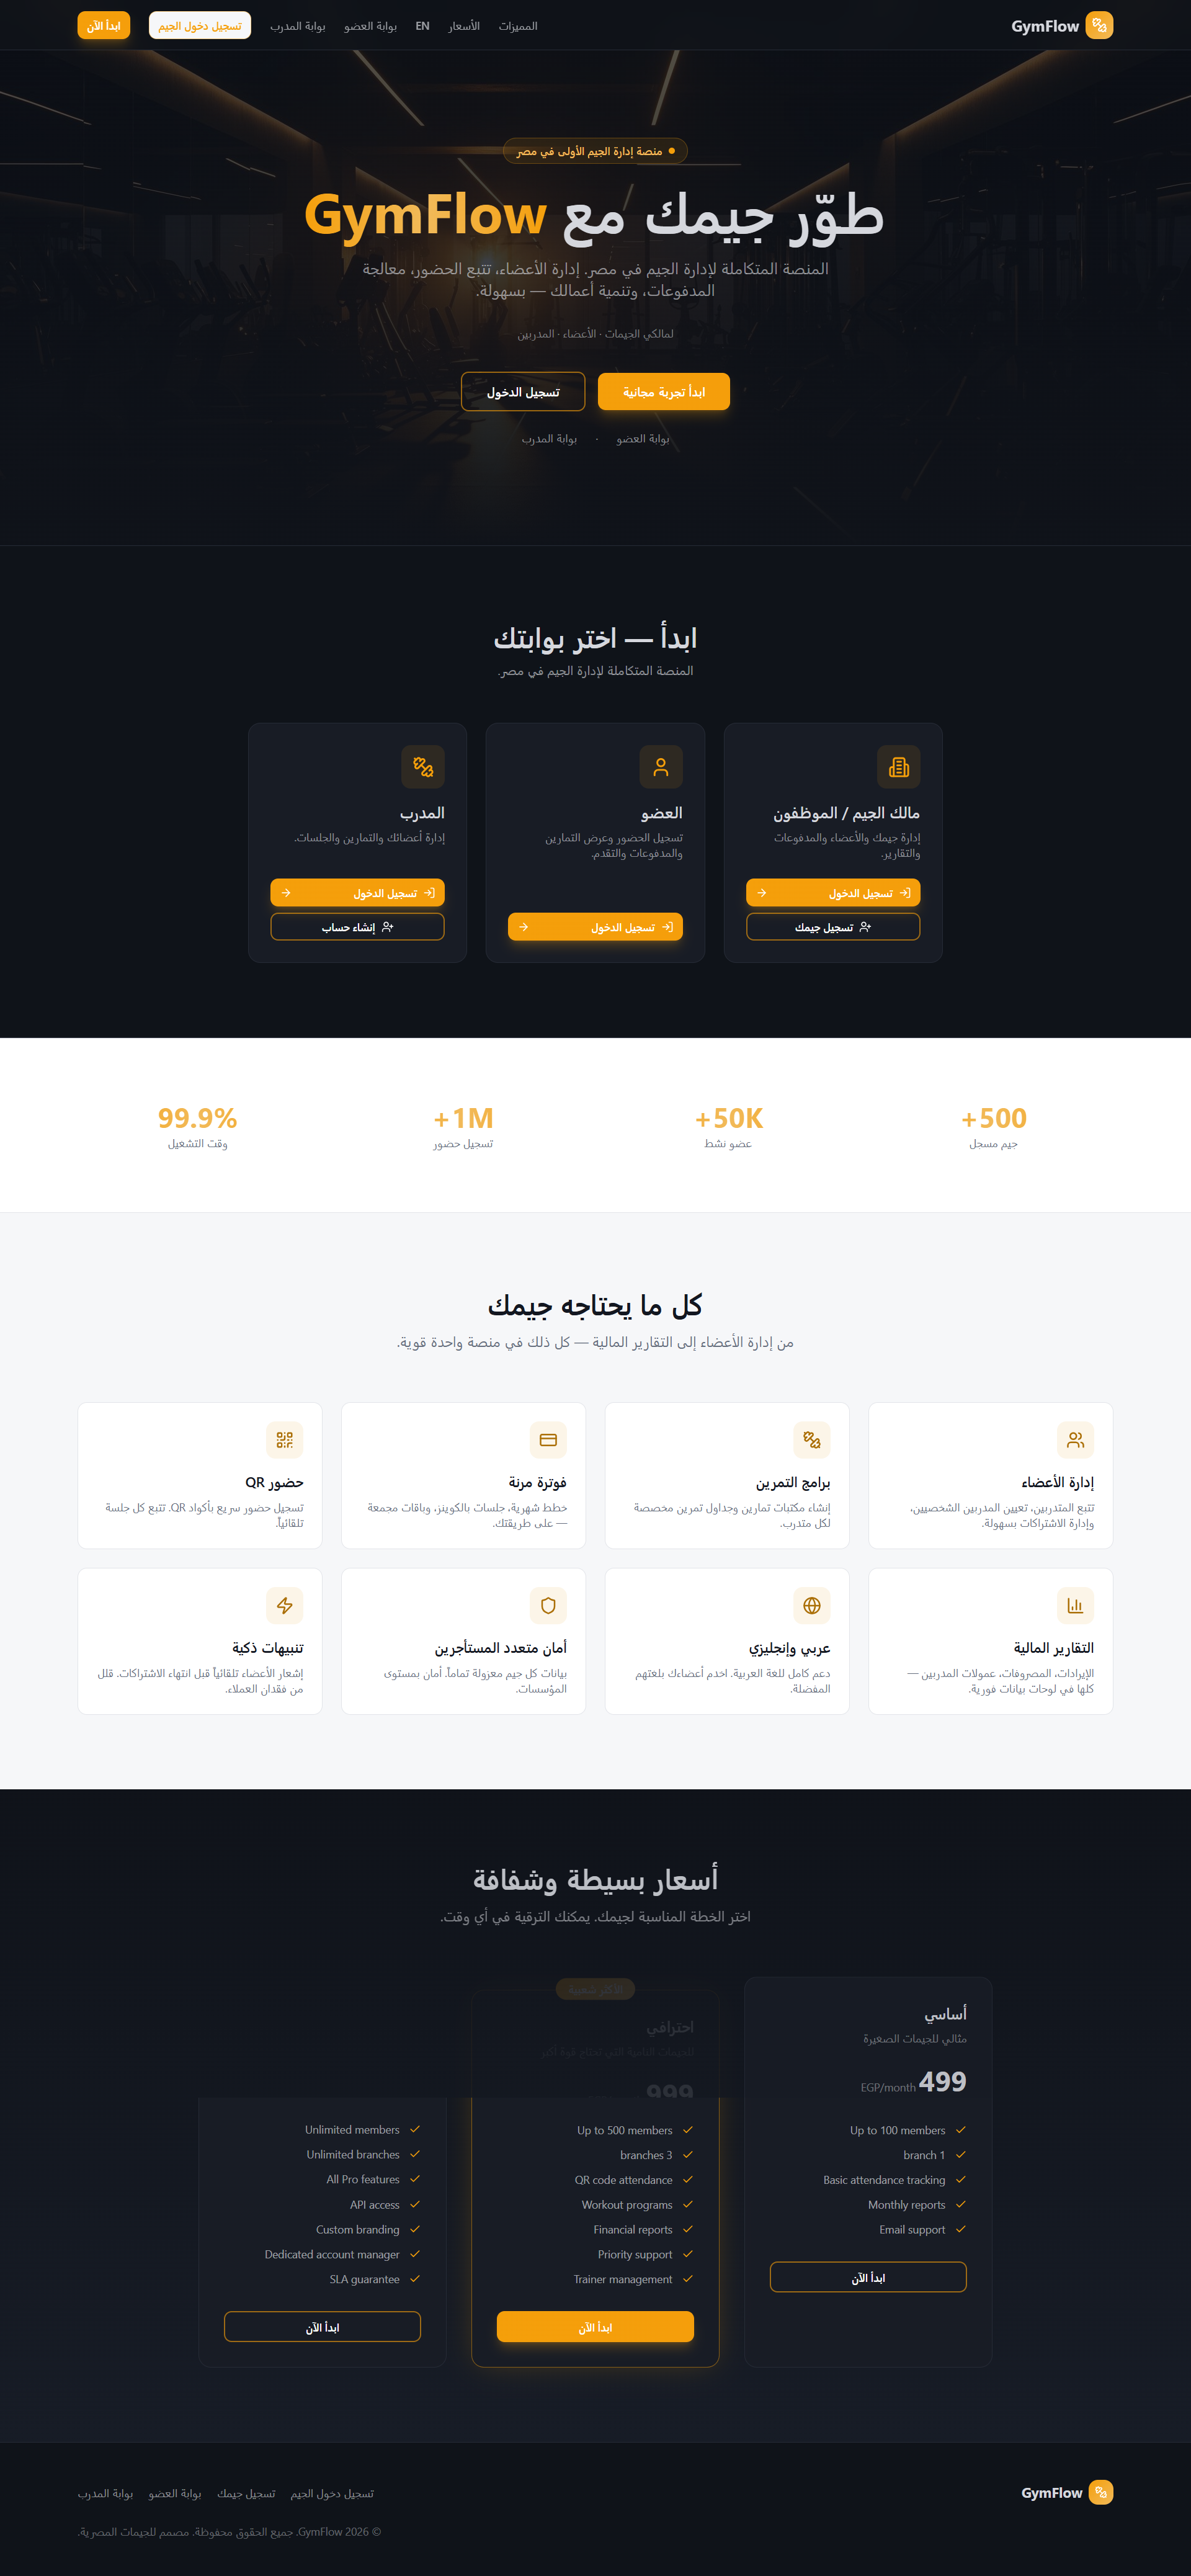 GymFlow
المميزات
الأسعار
EN
بوابة العضو
بوابة المدرب
تسجيل دخول الجيم
ابدأ الآن
منصة إدارة الجيم الأولى في مصر
طوّر جيمك مع GymFlow
المنصة المتكاملة لإدارة الجيم في مصر. إدارة الأعضاء، تتبع الحضور، معالجة
المدفوعات، وتنمية أعمالك — بسهولة.
لمالكي الجيمات · الأعضاء · المدربين
ابدأ تجربة مجانية
تسجيل الدخول
بوابة العضو · بوابة المدرب
ابدأ — اختر بوابتك
المنصة المتكاملة لإدارة الجيم في مصر.
مالك الجيم / الموظفون
إدارة جيمك والأعضاء والمدفوعات
والتقارير.
تسجيل الدخول
تسجيل جيمك
العضو
تسجيل الحضور وعرض التمارين
والمدفوعات والتقدم.
تسجيل الدخول
المدرب
إدارة أعضائك والتمارين والجلسات.
تسجيل الدخول
إنشاء حساب
+500
جيم مسجل
+50K
عضو نشط
+1M
تسجيل حضور
99.9%
وقت التشغيل
كل ما يحتاجه جيمك
من إدارة الأعضاء إلى التقارير المالية — كل ذلك في منصة واحدة قوية.
إدارة الأعضاء
تتبع المتدربين، تعيين المدربين الشخصيين،
وإدارة الاشتراكات بسهولة.
برامج التمرين
إنشاء مكتبات تمارين وجداول تمرين مخصصة
لكل متدرب.
فوترة مرنة
خطط شهرية، جلسات بالكوينز، وباقات مجمعة
— على طريقتك.
حضور QR
تسجيل حضور سريع بأكواد QR. تتبع كل جلسة
تلقائياً.
التقارير المالية
الإيرادات، المصروفات، عمولات المدربين —
كلها في لوحات بيانات فورية.
عربي وإنجليزي
دعم كامل للغة العربية. اخدم أعضاءك بلغتهم
المفضلة.
أمان متعدد المستأجرين
بيانات كل جيم معزولة تماماً. أمان بمستوى
المؤسسات.
تنبيهات ذكية
إشعار الأعضاء تلقائياً قبل انتهاء الاشتراكات. قلل
من فقدان العملاء.
أسعار بسيطة وشفافة
اختر الخطة المناسبة لجيمك. يمكنك الترقية في أي وقت.
أساسي
مثالي للجيمات الصغيرة
499 EGP/month
Up to 100 members
branch 1
Basic attendance tracking
Monthly reports
Email support
ابدأ الآن
الأكثر شعبية
احترافي
للجيمات النامية التي تحتاج قوة أكبر
999
Up to 500 members
branches 3
QR code attendance
Workout programs
Financial reports
Priority support
Trainer management
ابدأ الآن
Unlimited members
Unlimited branches
All Pro features
API access
Custom branding
Dedicated account manager
SLA guarantee
ابدأ الآن
GymFlow
تسجيل دخول الجيم
تسجيل جيمك
بوابة العضو
بوابة المدرب
© 2026 GymFlow. جميع الحقوق محفوظة. مصمم للجيمات المصرية.